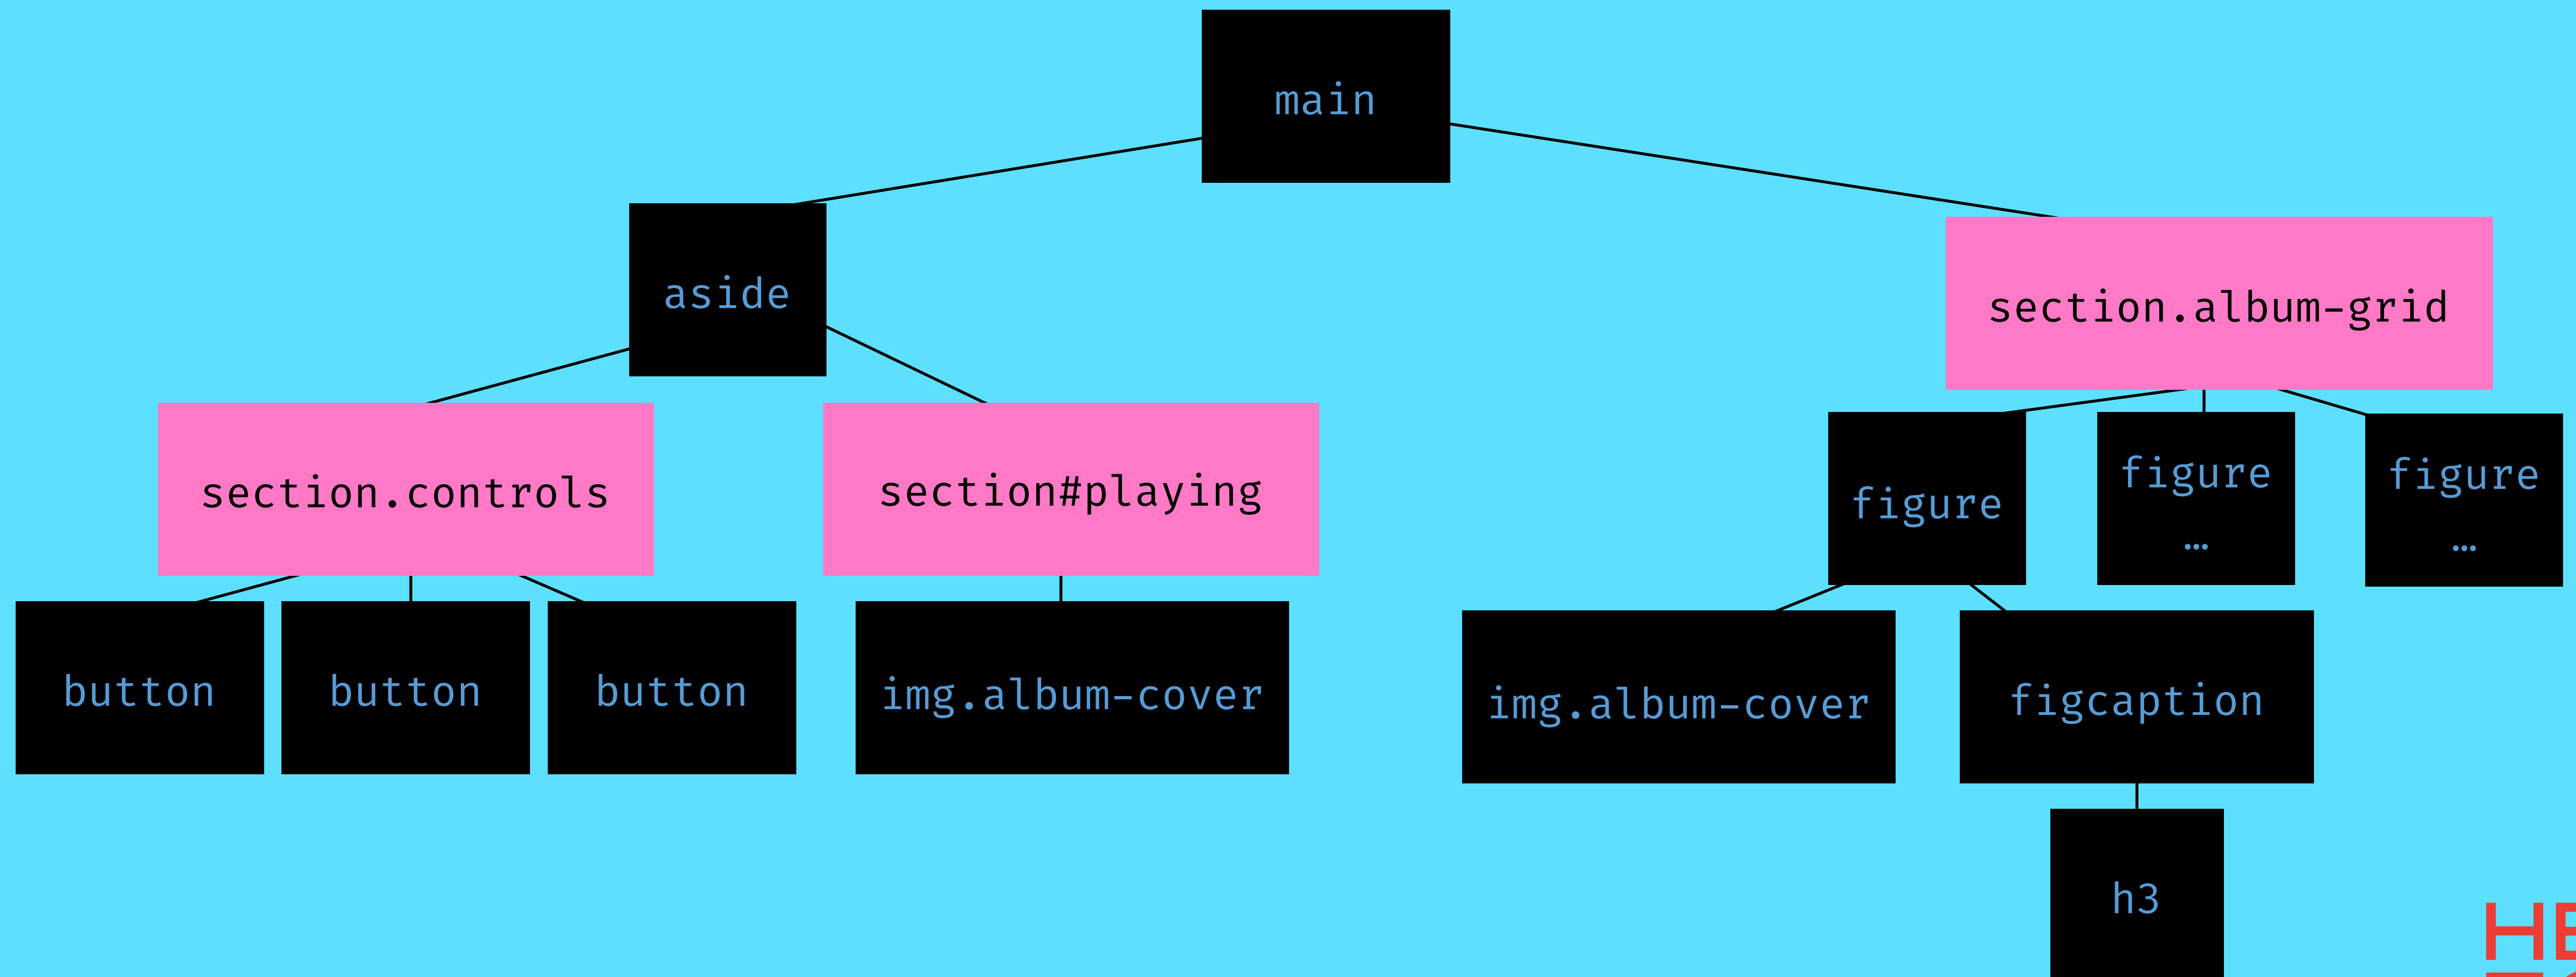 main
aside
section.album-grid
section.controls
section#playing
figure
figure
…
figure
…
button
button
button
img.album-cover
img.album-cover
figcaption
h3